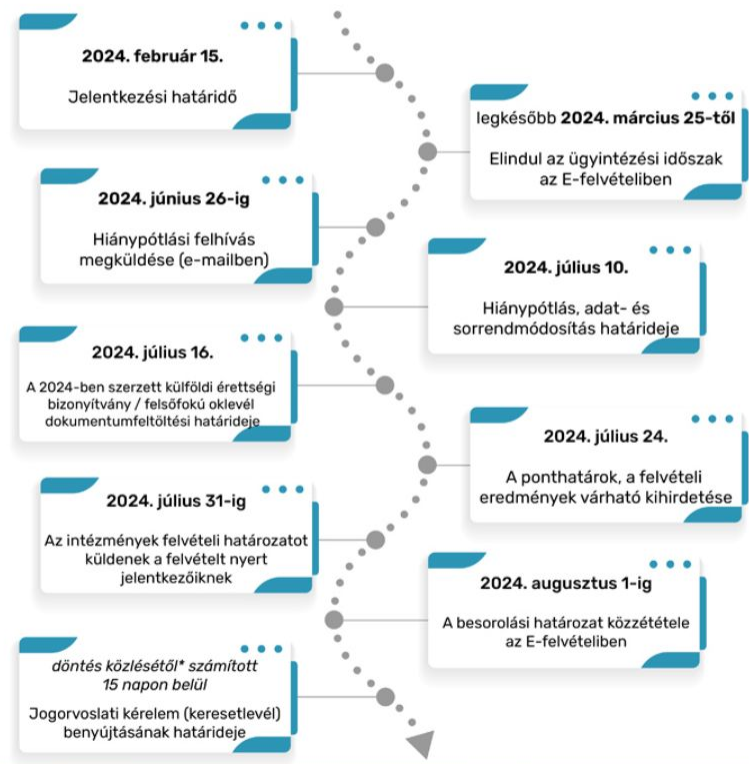 2024. február 15.
Jelentkezési határidő
legkésőbb 2024. március 25-től
Elindul az ügyintézési időszak
az E-felvételiben
2024. június 26-ig
Hiánypótlási felhívás
megküldése (e-mailben)
2024. július 10.
Hiánypótlás, adat- és
sorrendmódosítás határideje
2024. július 16.
A 2024-ben szerzett külföldi érettségi
bizonyítvány / felsőfokú oklevél
dokumentumfeltöltési határideje
2024. július 24.
A ponthatárok, a felvételi
eredmények várható kihirdetése
2024. július 31-ig
Az intézmények felvételi határozatot
küldenek a felvételt nyert
jelentkezőiknek
2024. augusztus 1-ig
A besorolási határozat közzététele
az E-felvételiben
döntés közlésétől* számított
15 napon belül
Jogorvoslati kérelem (keresetlevél)
benyújtásának határideje